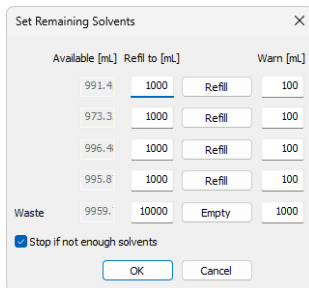 Set Remaining Solvents
Available [mL] Refil to [mL] Warn [mL]
991.4 1000 Refill 100
973.3 1000 Refill 100
996.4 1000 Refill 100
995.8 1000 Refill 100
Waste 9959. 10000 Empty 1000
Stop if not enough solvents
OK Cancel